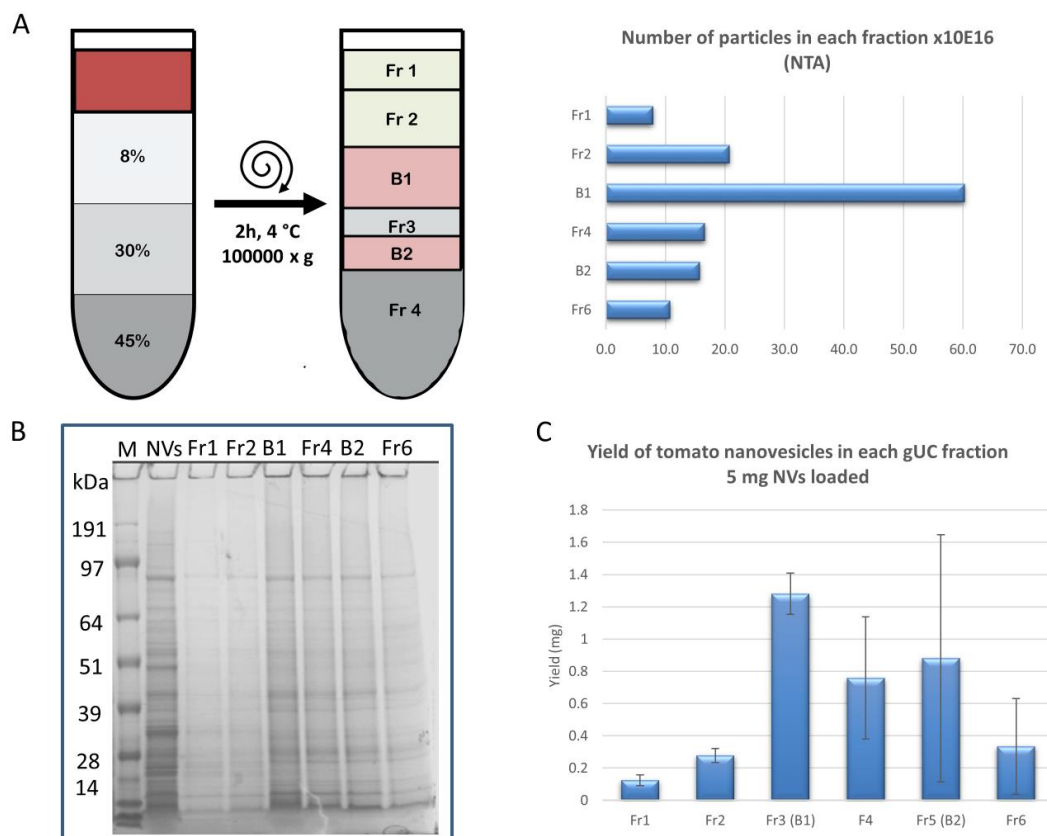 A
8%
30%
45%
2h, 4 °C
100000 x g
Fr 1
Fr 2
B1
Fr3
B2
Fr 4
Number of particles in each fraction x10E16
(NTA)
Fr1
Fr2
B1
Fr4
B2
Fr6
0.0 10.0 20.0 30.0 40.0 50.0 60.0 70.0
B
M NVs Fr1 Fr2 B1 Fr4 B2 Fr6
kDa
191
97
64
51
39
28
14
C
Yield of tomato nanovesicles in each gUC fraction
5 mg NVs loaded
Yield (mg)
1.8
1.6
1.4
1.2
1
0.8
0.6
0.4
0.2
0
Fr1 Fr2 Fr3 (B1) F4 Fr5 (B2) Fr6